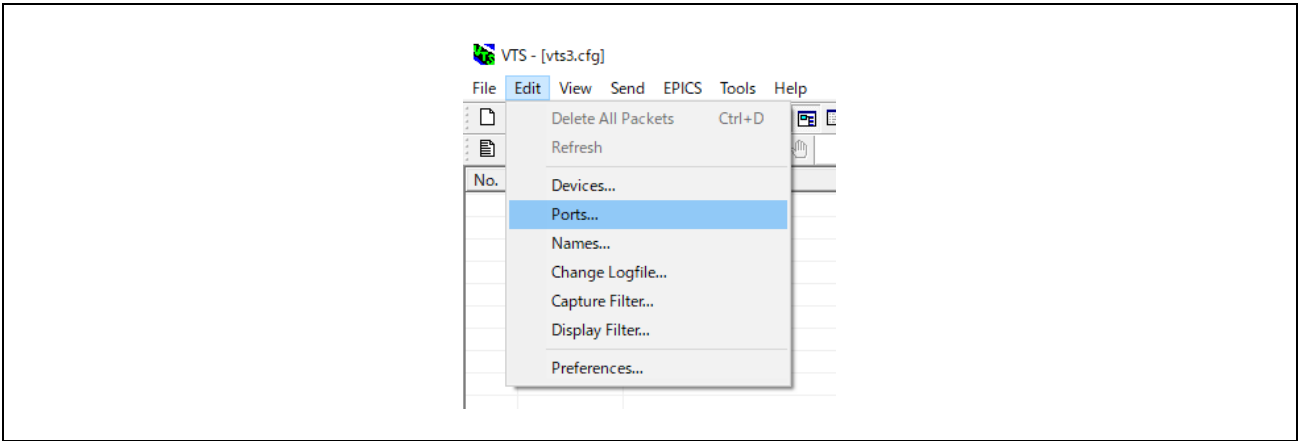 VTS - [vts3.cfg]
File Edit View Send EPICS Tools Help
Delete All Packets Ctrl+D
Refresh
No.
Devices...
Ports...
Names...
Change Logfile...
Capture Filter...
Display Filter...
Preferences...